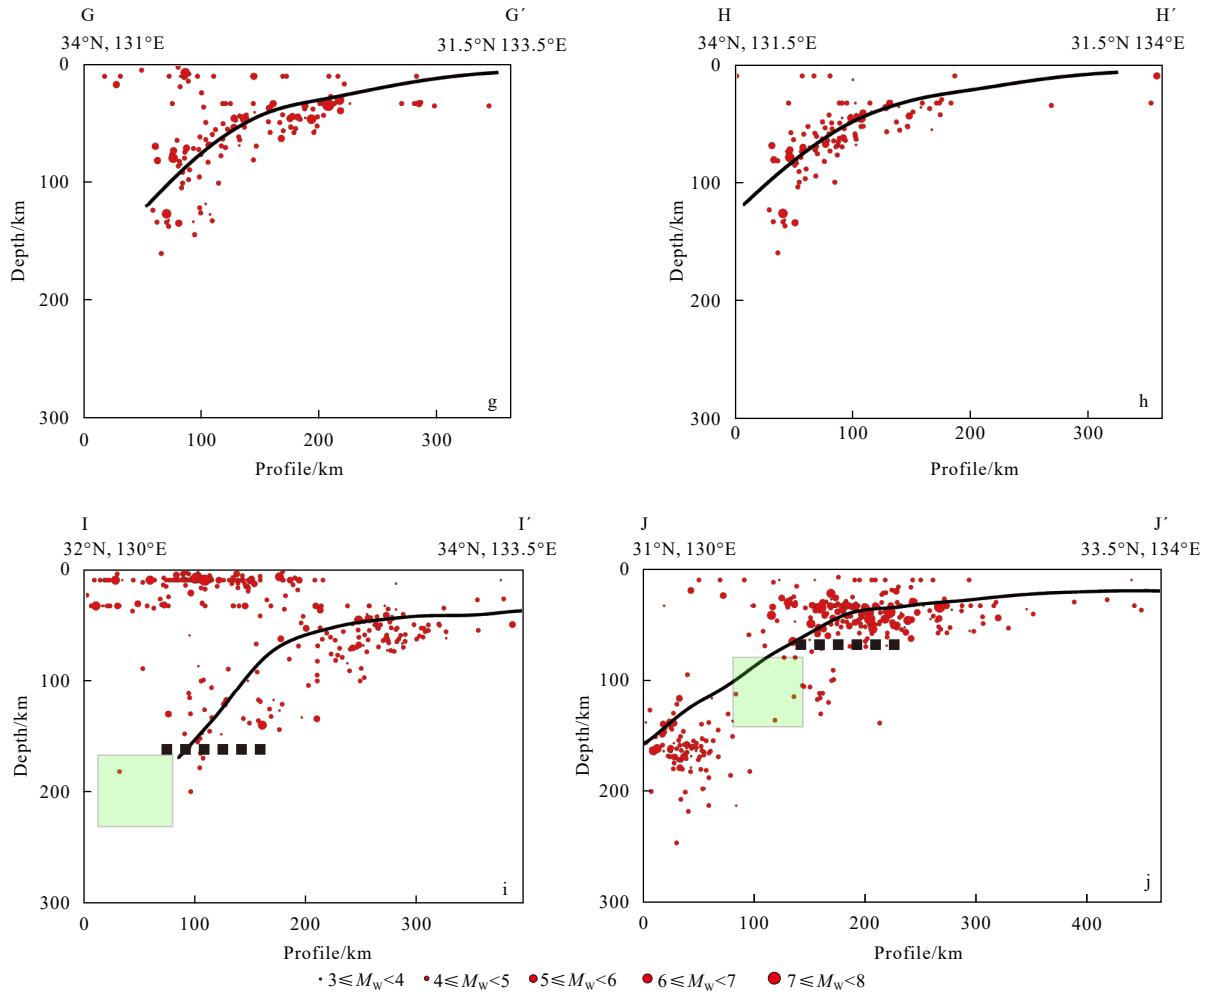 G G´
34°N, 131°E 31.5°N 133.5°E
0
100
200
300
Depth/km
g
0 100 200 300
Profile/km
H H´
34°N, 131.5°E 31.5°N 134°E
0
100
200
300
Depth/km
h
0 100 200 300
Profile/km
I I´
32°N, 130°E 34°N, 133.5°E
0
100
200
300
Depth/km
i
0 100 200 300
Profile/km
J J´
31°N, 130°E 33.5°N, 134°E
0
100
200
300
Depth/km
j
0 100 200 300 400
Profile/km
3≤Mw<4 4≤Mw<5 5≤Mw<6 6≤Mw<7 7≤Mw<8